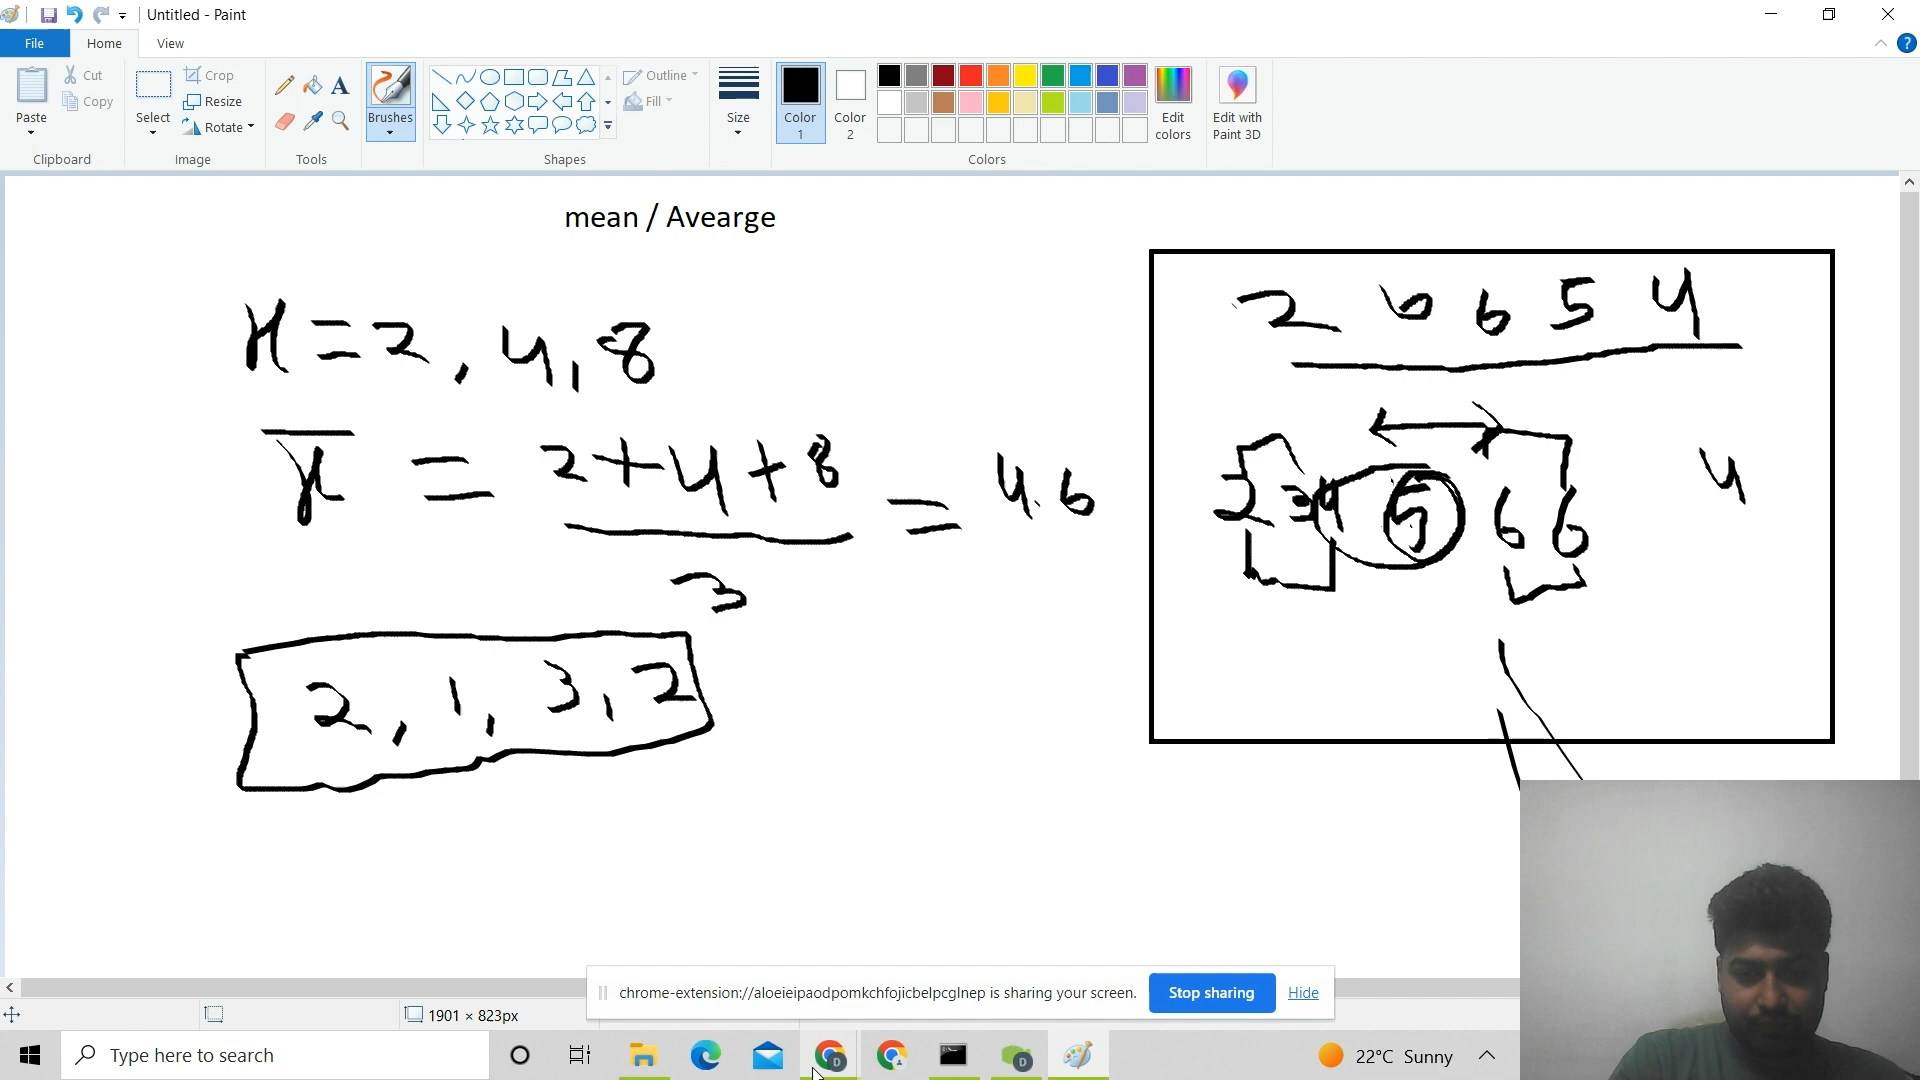 Untitled - Paint
File Home View
Paste
Cut
Copy
Clipboard
Select
Crop
Resize
Rotate
Image
Tools
Brushes
Shapes
Outline
Fill
Size
Color 1
Color 2
Edit colors
Edit with Paint 3D
Colors
mean / Avearge
x = 2, 4, 8
x̄ = 2+4+8 = 4.6
3
2, 1, 3, 2
2 6 6 5 4
2 3 4 5 6 6
4
chrome-extension://aloeieipaodpomkchfojicbelpcglnep is sharing your screen.
Stop sharing
Hide
1901 × 823px
Type here to search
22°C Sunny